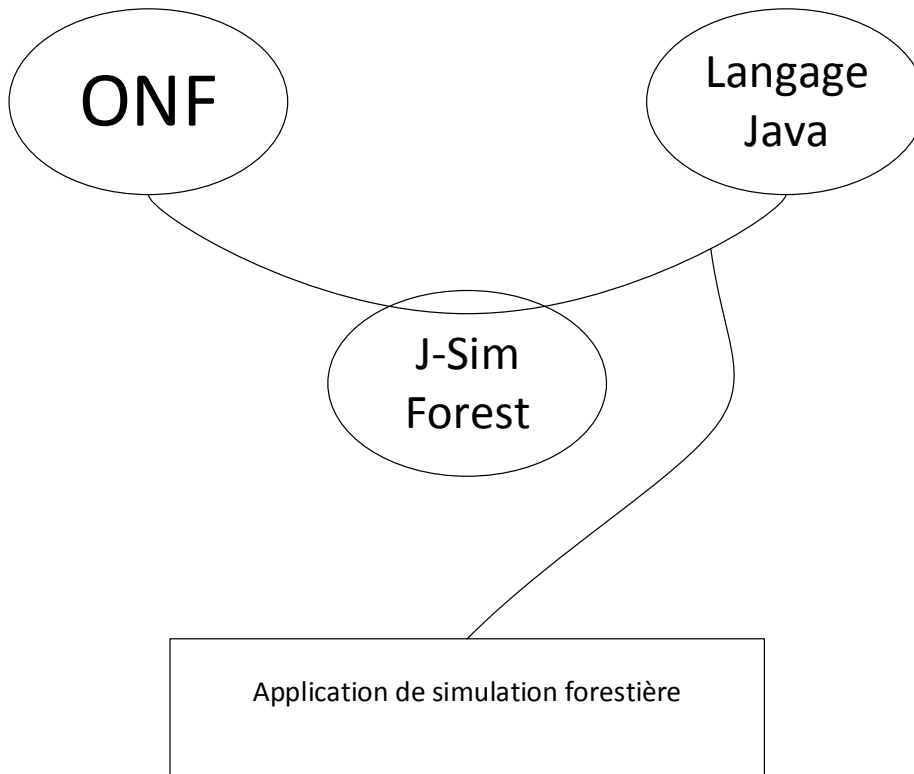 ONF
Langage
Java
J-Sim
Forest
Application de simulation forestière